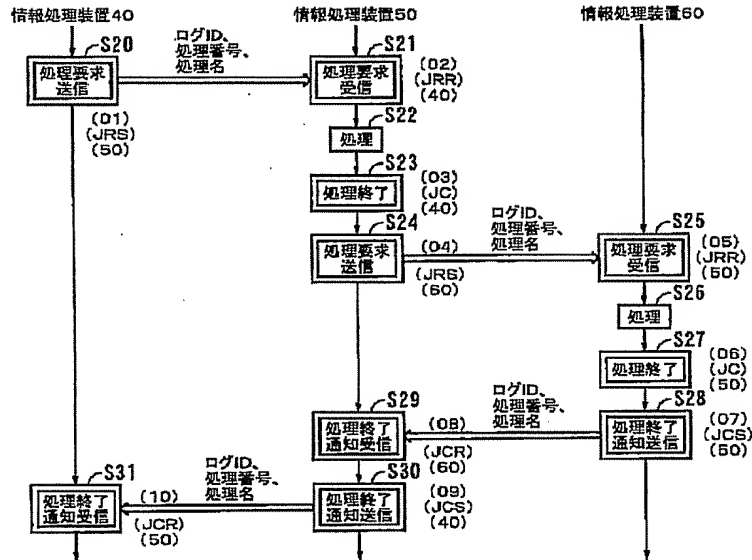 情報処理装置40
情報処理装置50
情報処理装置60
S20
処理要求
送信
ログID、
処理番号、
処理名
S21
処理要求
受信
(02)
(JRR)
(40)
(01)
(JRS)
(50)
S22
処理
S23
処理終了
(03)
(JC)
(40)
S24
処理要求
送信
(04)
(JRS)
(60)
ログID、
処理番号、
処理名
S25
処理要求
受信
(05)
(JRR)
(50)
S26
処理
S27
処理終了
(06)
(JC)
(50)
S28
処理終了
通知送信
(07)
(JCS)
(50)
ログID、
処理番号、
処理名
S29
処理終了
通知受信
(08)
(JCR)
(60)
S30
処理終了
通知送信
(09)
(JCS)
(40)
ログID、
処理番号、
処理名
S31
処理終了
通知受信
(10)
(JCR)
(50)